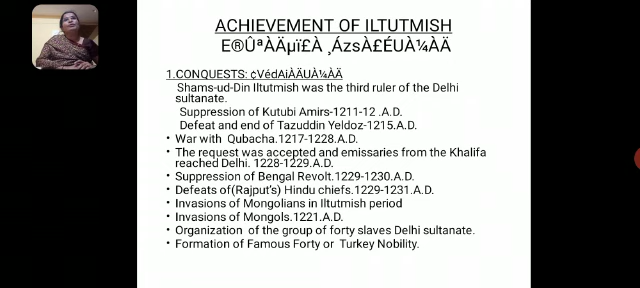 ACHIEVEMENT OF ILTUTMISH
E®ÛªÀÄµï£À ¸ÁzsÀ£ÉUÀ¼ÀÄ
1.CONQUESTS: ¢VédAiÀÄUÀ¼ÀÄ
Shams-ud-Din Iltutmish was the third ruler of the Delhi
sultanate.
Suppression of Kutubi Amirs-1211-12 .A.D.
Defeat and end of Tazuddin Yeldoz-1215.A.D.
• War with Qubacha.1217-1228.A.D.
• The request was accepted and emissaries from the Khalifa
reached Delhi. 1228-1229.A.D.
• Suppression of Bengal Revolt.1229-1230.A.D.
• Defeats of(Rajput's) Hindu chiefs.1229-1231.A.D.
• Invasions of Mongolians in Iltutmish period
• Invasions of Mongols.1221.A.D.
• Organization of the group of forty slaves Delhi sultanate.
• Formation of Famous Forty or Turkey Nobility.